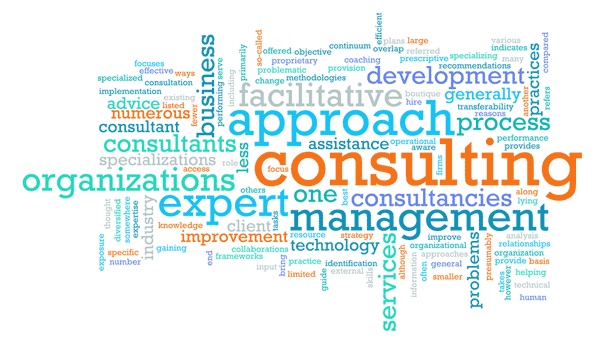 efficient
plans large
so-called
continuum
overlap
various
indicates
compared
focuses
effective ways
primarily
offered objective
referred
specializing
many
business
proprietary
coaching
prescriptive
recommendations
practices
specialized
consultation
performing serve
problematic
provision
development
implementation
existing
including
change methodologies
advice listed
fewer
facilitative
boutique
hire
generally
transferability
reasons
another
refers
numerous
approach
process
consultant
consultants
less
assistance
operational
aware
performance
provides
specializations
role
consulting
access
focus
firms
organizations
others
one
best
consultancies
along
lying
expert
management
thought
diversified
somewhere
expertise
industry
knowledge
client
tasks
exposure
improvement
resource
strategy
services
although
improve
organizational
problems
presumably
analysis
relationships
specific
number
gaining
end
collaborations
frameworks
technology
information
approaches
organization
provide basis
input
bring
practice
limited
guide
identification
external
skills
often
general
smaller
takes
however
helping
technical
human